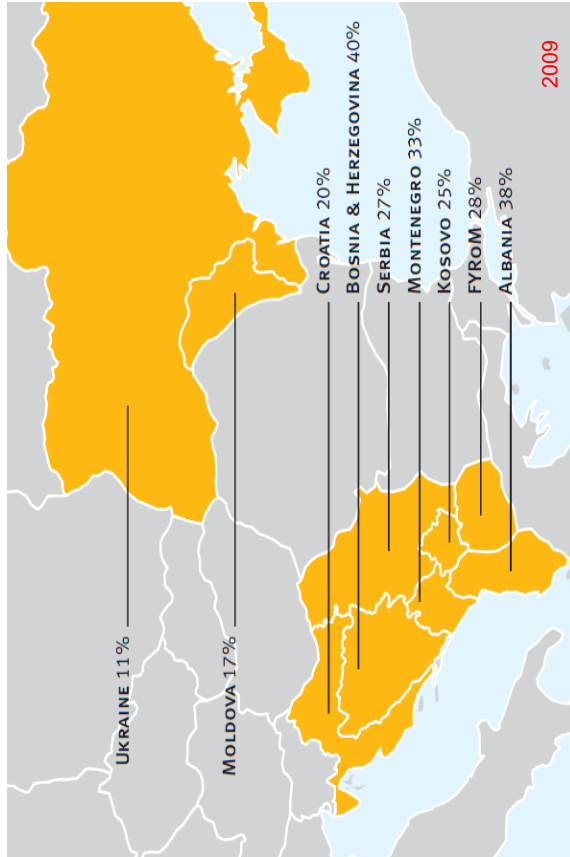 UKRAINE 11%
MOLDOVA 17%
CROATIA 20%
BOSNIA & HERZEGOVINA 40%
SERBIA 27%
MONTENEGRO 33%
KOSOVO 25%
FYROM 28%
ALBANIA 38%
2009